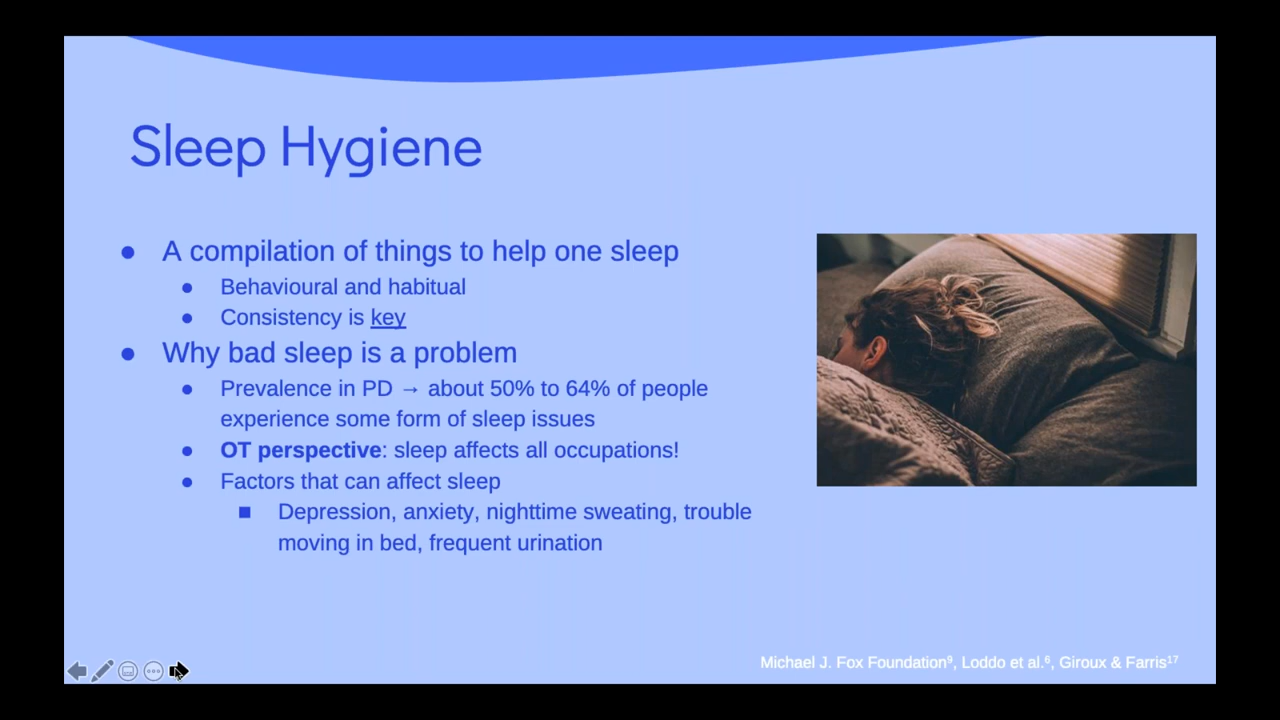 Sleep Hygiene
● A compilation of things to help one sleep
● Behavioural and habitual
● Consistency is key
● Why bad sleep is a problem
● Prevalence in PD → about 50% to 64% of people
experience some form of sleep issues
● OT perspective: sleep affects all occupations!
● Factors that can affect sleep
■ Depression, anxiety, nighttime sweating, trouble
moving in bed, frequent urination
Michael J. Fox Foundation⁹, Loddo et al.⁶, Giroux & Farris¹⁷